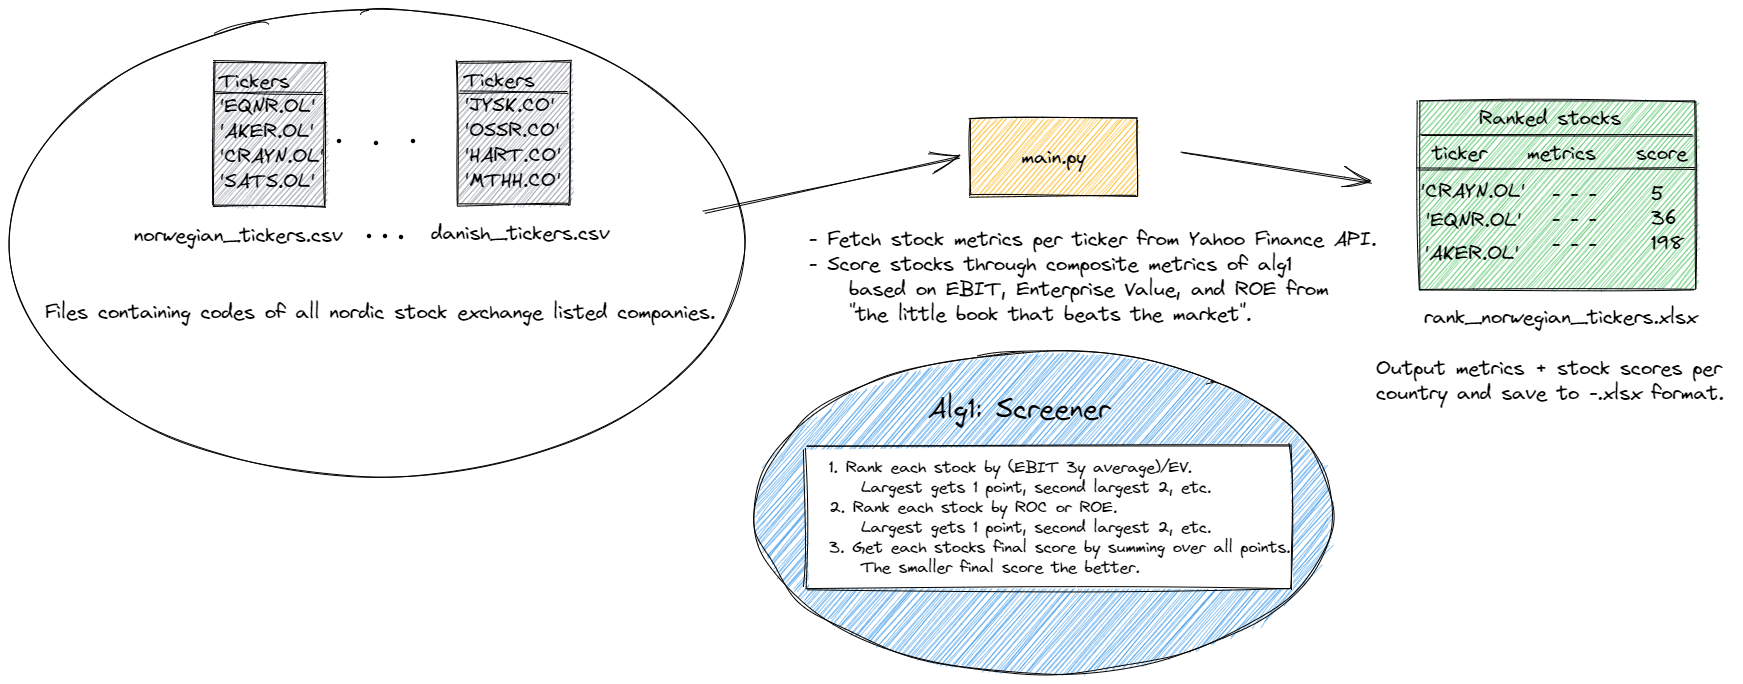 Tickers
'EQNR.OL'
'AKER.OL'
'CRAYN.OL'
'SATS.OL'
norwegian_tickers.csv
. . .
Tickers
'JYSK.CO'
'OSSR.CO'
'HART.CO'
'MTHH.CO'
danish_tickers.csv
Files containing codes of all nordic stock exchange listed companies.
main.py
- Fetch stock metrics per ticker from Yahoo Finance API.
- Score stocks through composite metrics of alg1
based on EBIT, Enterprise Value, and ROE from
"the little book that beats the market".
Alg1: Screener
1. Rank each stock by (EBIT 3y average)/EV.
Largest gets 1 point, second largest 2, etc.
2. Rank each stock by ROC or ROE.
Largest gets 1 point, second largest 2, etc.
3. Get each stocks final score by summing over all points.
The smaller final score the better.
Ranked stocks
ticker metrics score
'CRAYN.OL' - - - 5
'EQNR.OL' - - - 36
'AKER.OL' - - - 198
rank_norwegian_tickers.xlsx
Output metrics + stock scores per
country and save to -.xlsx format.